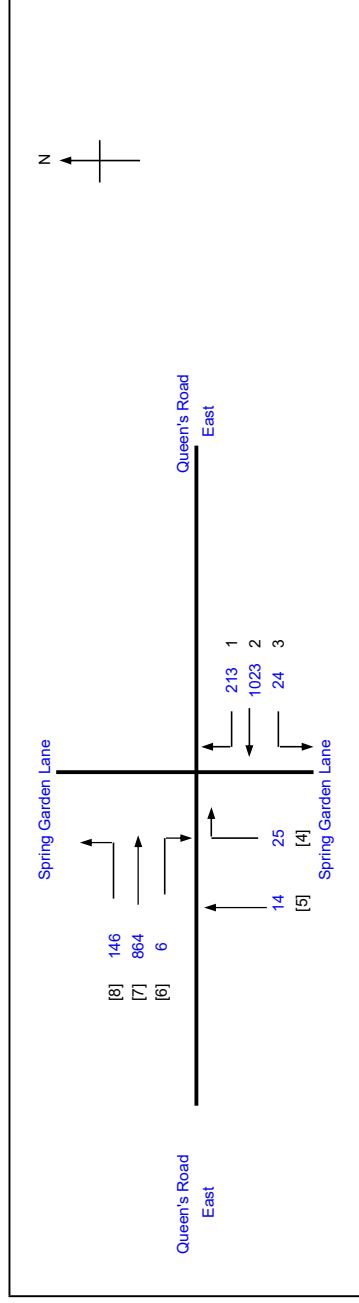 N
Spring Garden Lane
[8] 146
[7] 864
[6] 6
Queen's Road
East
Queen's Road
East
213 1
1023 2
24 3
14 25
[5] [4]
Spring Garden Lane